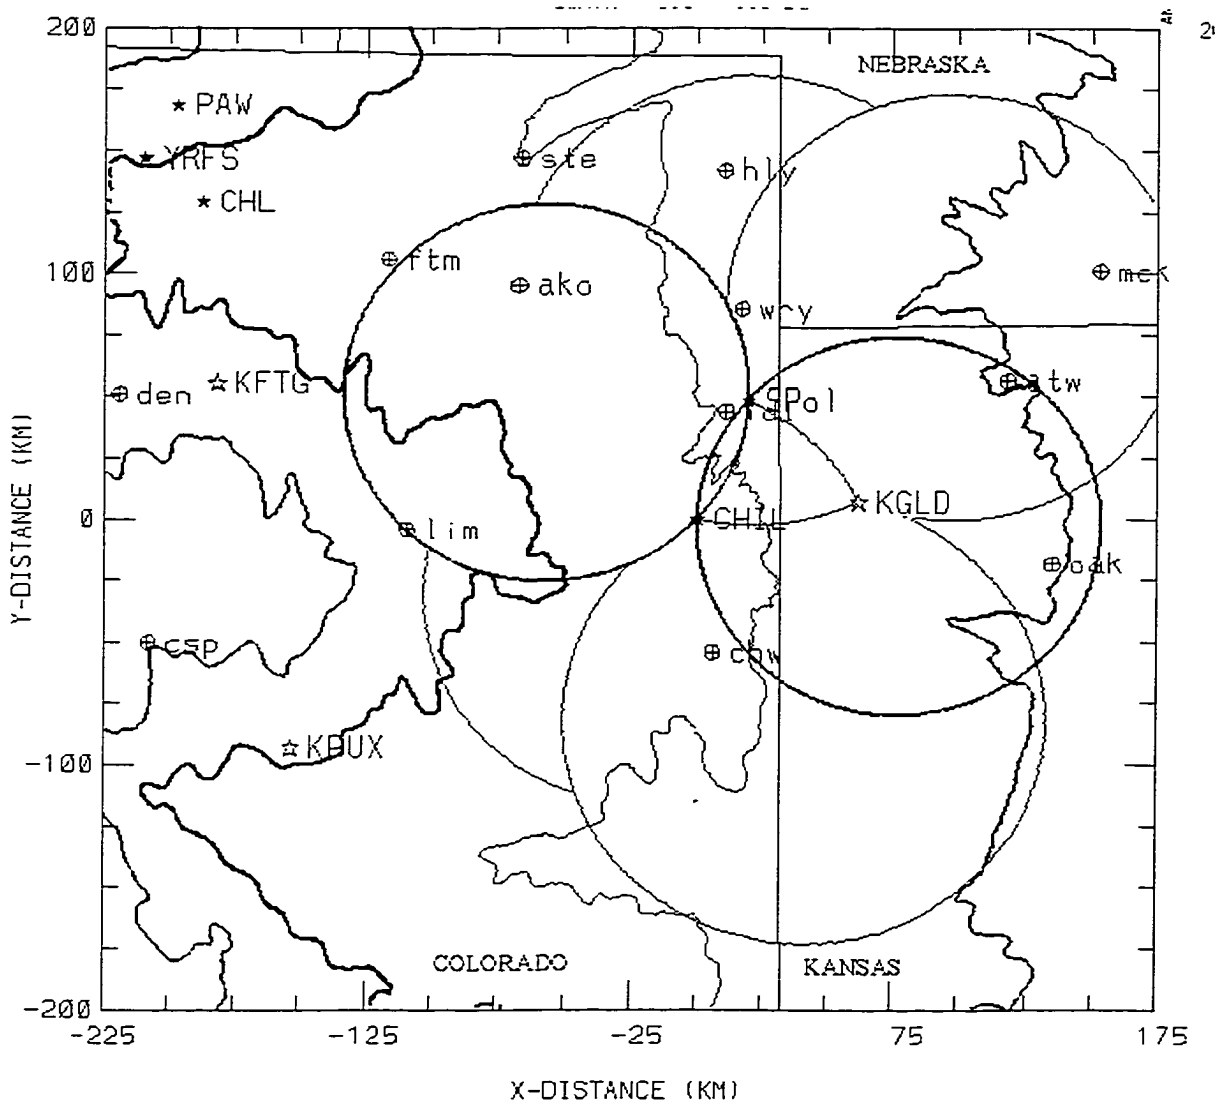 200
NEBRASKA
PAW
ste
YRFS
hly
CHL
ftm
100
mck
ako
wry
KFTG
atw
den
SPol
Y-DISTANCE (KM)
KGLD
0
CHIL
lim
oak
csp
cbw
KPUX
-100
COLORADO
KANSAS
-200
-225
-125
-25
75
175
X-DISTANCE (KM)